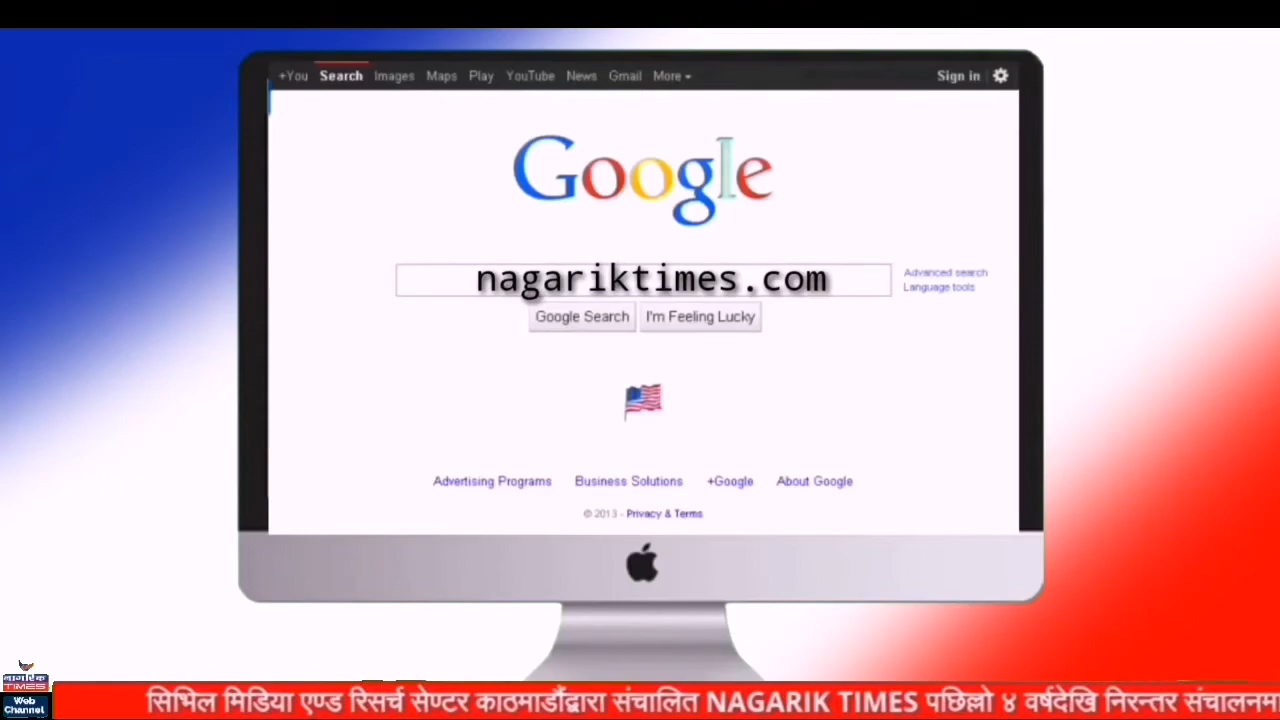 +You Search Images Maps Play YouTube News Gmail More Sign in
Google
nagariktimes.com
Advanced search
Language tools
Google Search I'm Feeling Lucky
Advertising Programs Business Solutions +Google About Google
© 2013 - Privacy & Terms
नागरिक
TIMES
Web
Channel
सिभिल मिडिया एण्ड रिसर्च सेण्टर काठमाडौंद्वारा संचालित NAGARIK TIMES पछिल्लो ४ वर्षदेखि निरन्तर संचालनमा